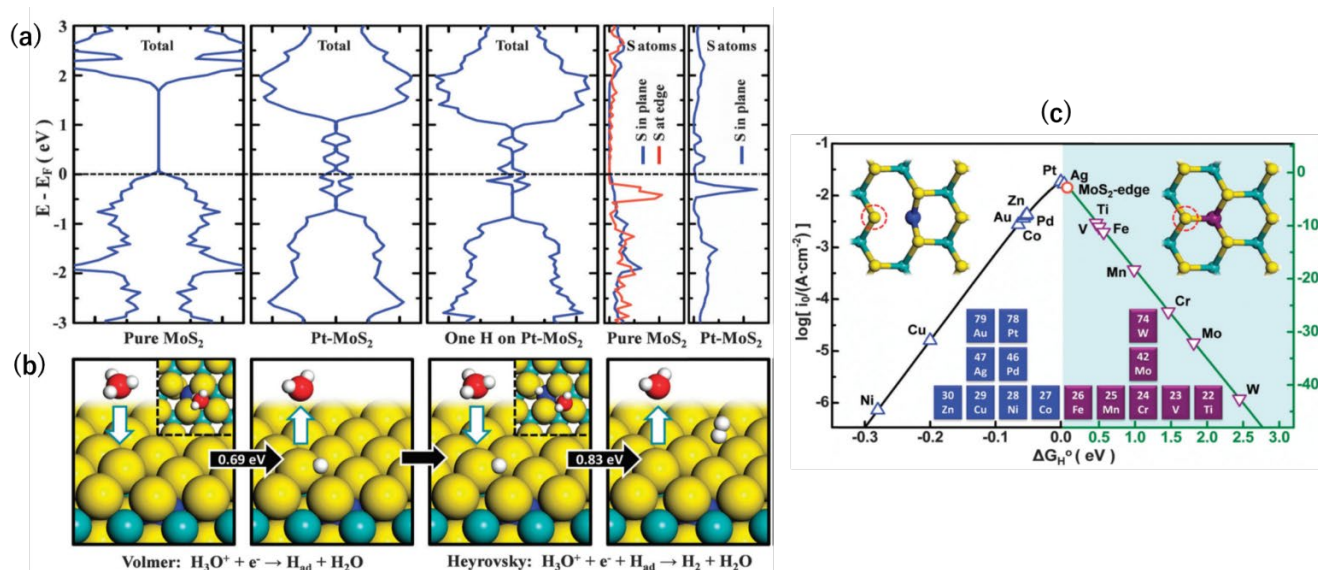 (a)
3
2
1
0
-1
-2
-3
E - E_F ( eV )
Total
Total
Total
S atoms
S in plane
S at edge
S atoms
S in plane
Pure MoS₂
Pt-MoS₂
One H on Pt-MoS₂
Pure MoS₂
Pt-MoS₂
(b)
0.69 eV
0.83 eV
Volmer: H₃O⁺ + e⁻ → H_ad + H₂O
Heyrovsky: H₃O⁺ + e⁻ + H_ad → H₂ + H₂O
(c)
log[ i₀/(A·cm⁻²) ]
-1
-2
-3
-4
-5
-6
0
-10
-20
-30
-40
Pt
Ag
MoS₂-edge
Zn
Au
Pd
Co
Ti
V
Fe
Mn
Cr
Cu
Mo
Ni
W
79 Au
78 Pt
74 W
47 Ag
46 Pd
42 Mo
30 Zn
29 Cu
28 Ni
27 Co
26 Fe
25 Mn
24 Cr
23 V
22 Ti
-0.3
-0.2
-0.1
0.0
0.5
1.0
1.5
2.0
2.5
3.0
ΔG_H° ( eV )